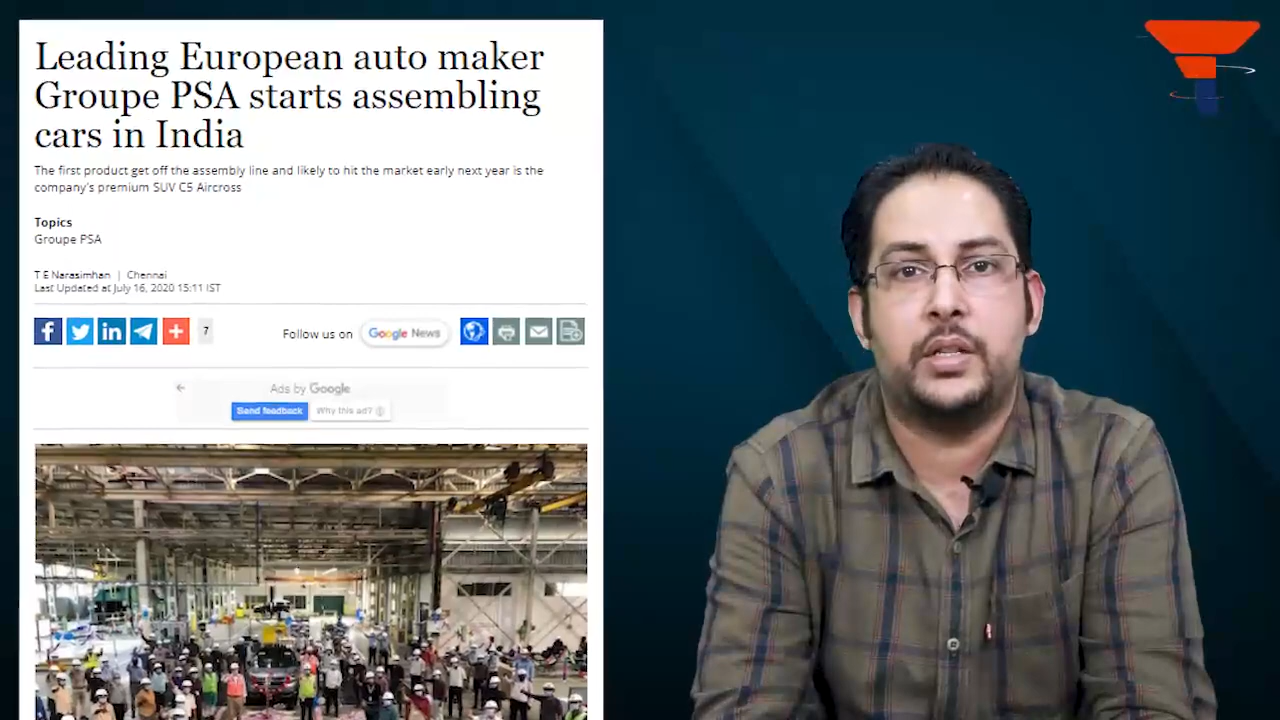 Leading European auto maker
Groupe PSA starts assembling
cars in India
The first product get off the assembly line and likely to hit the market early next year is the
company's premium SUV C5 Aircross
Topics
Groupe PSA
T E Narasimhan | Chennai
Last Updated at July 16, 2020 15:11 IST
7
Follow us on Google News
Ads by Google
Send feedback Why this ad?